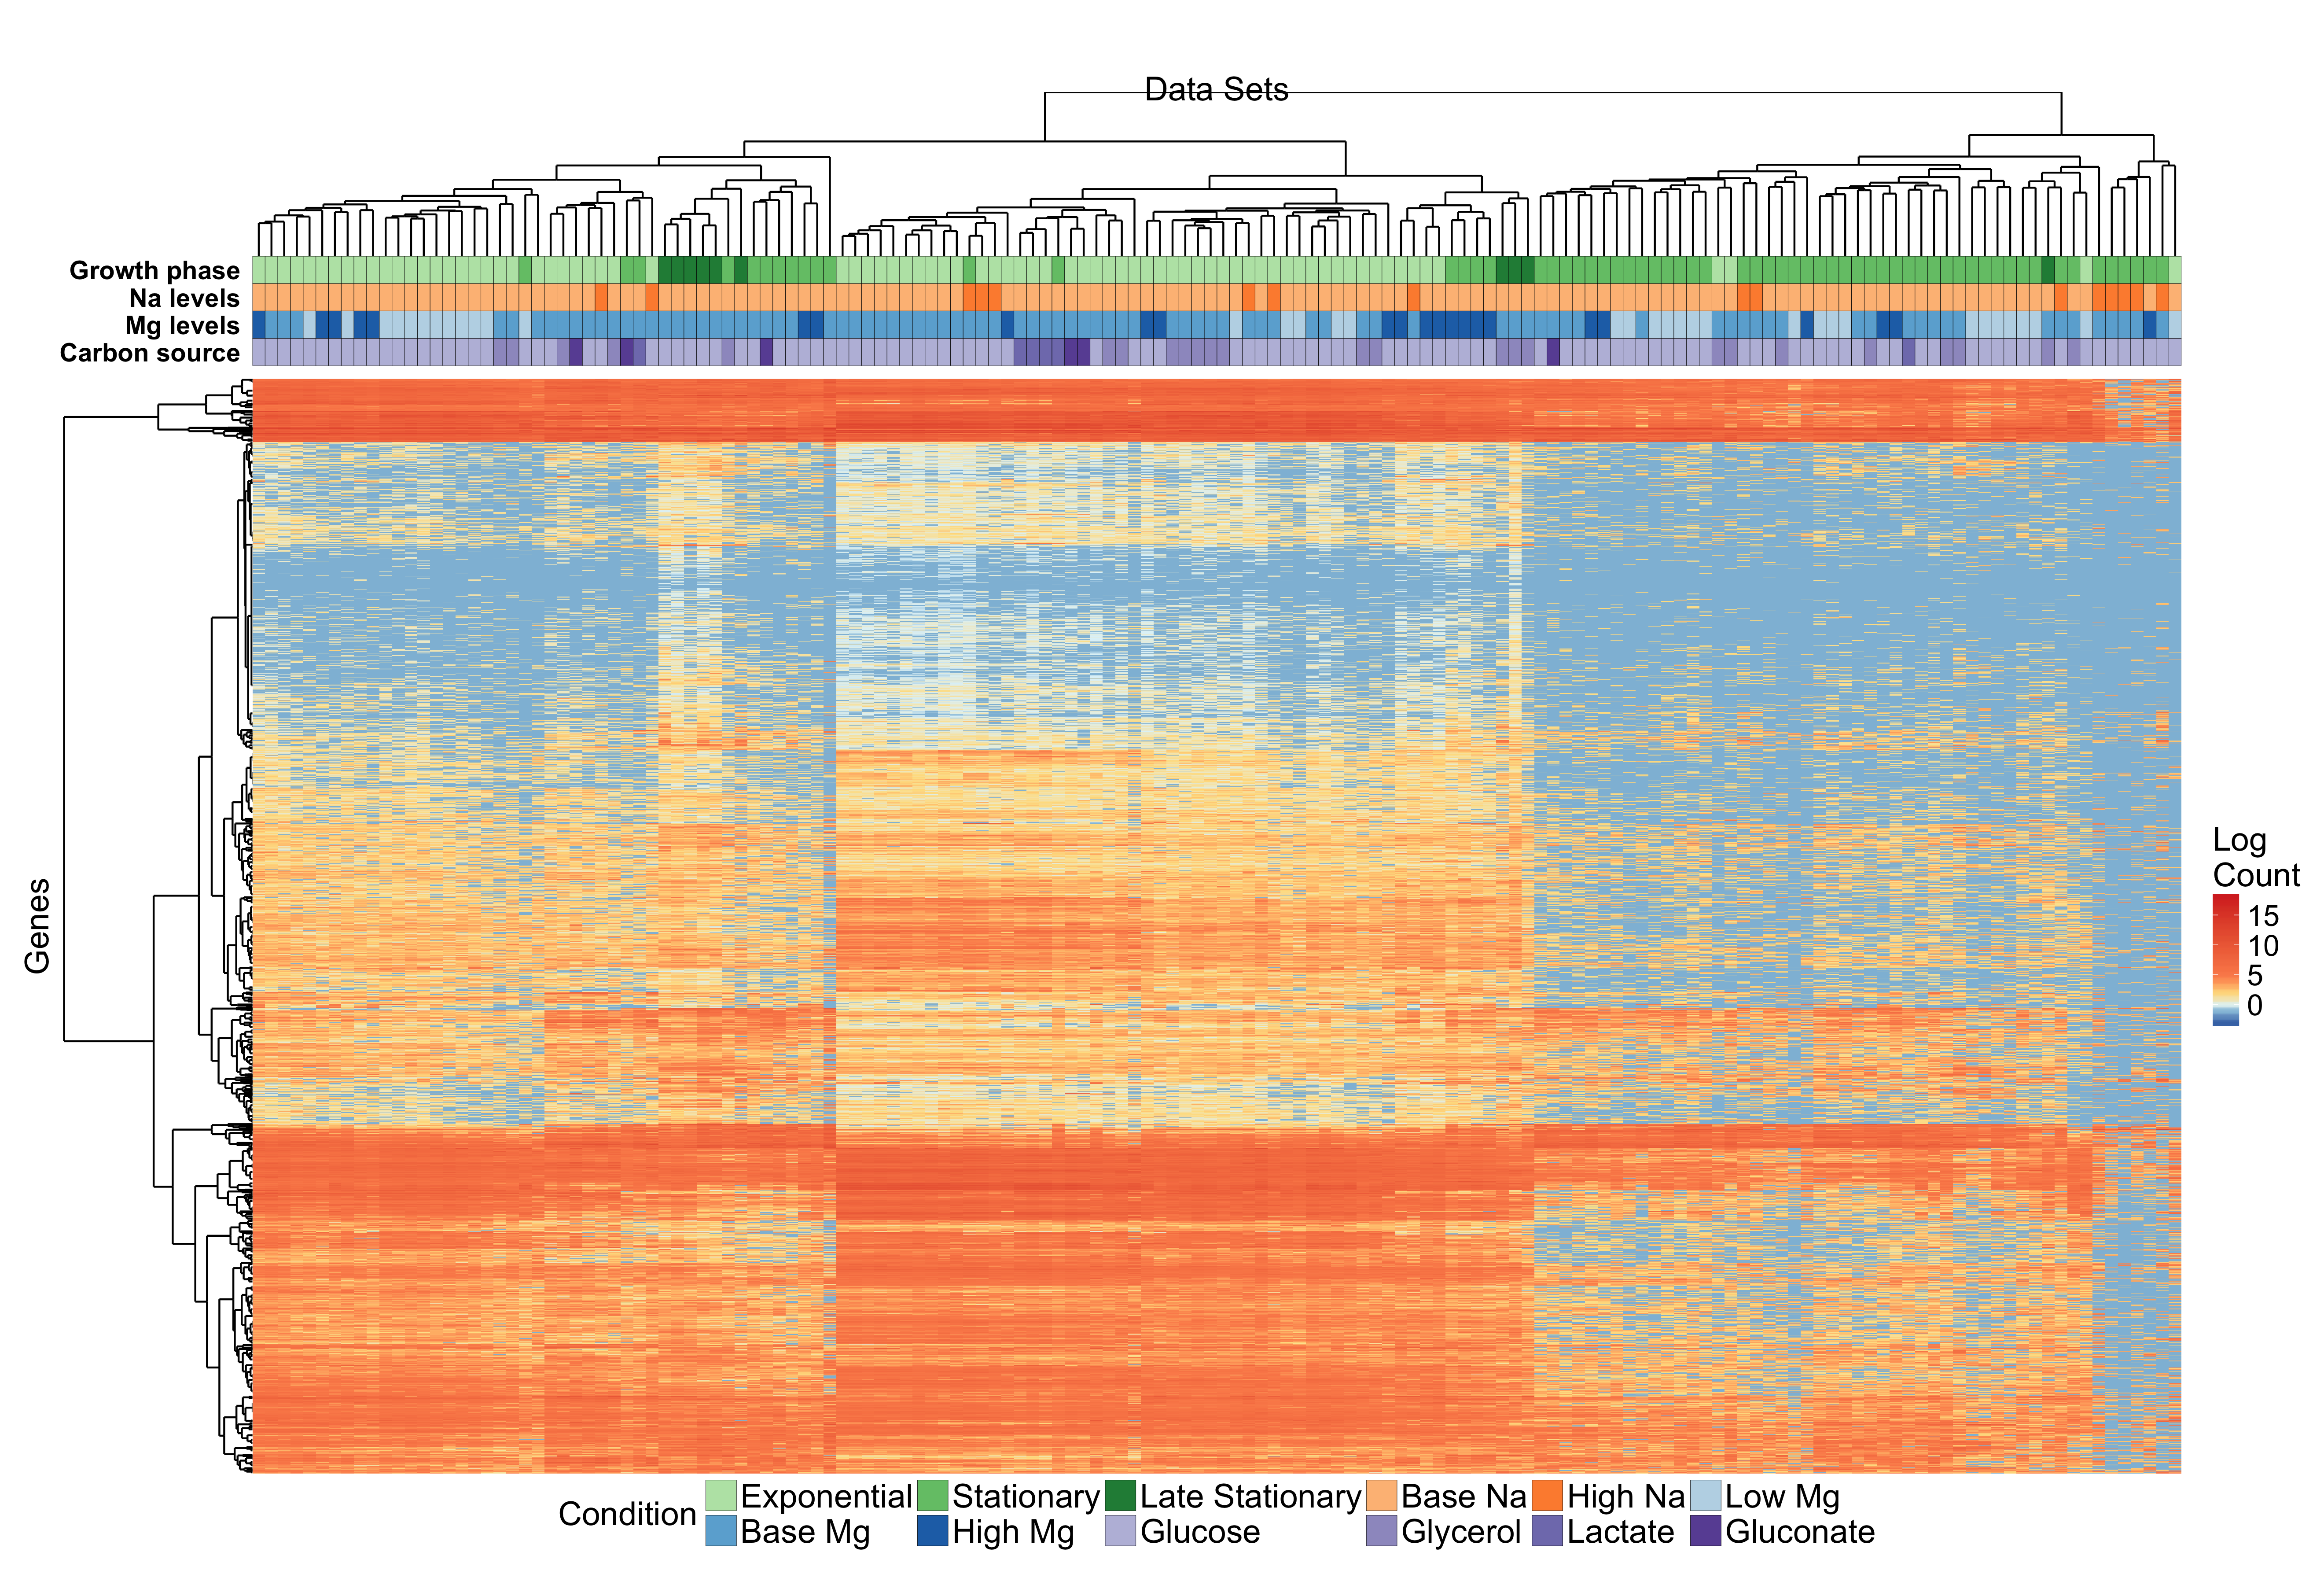 Data Sets
Growth phase
Na levels
Mg levels
Carbon source
Genes
Log
Count
15
10
5
0
Condition
Exponential Stationary Late Stationary Base Na High Na Low Mg
Base Mg High Mg Glucose Glycerol Lactate Gluconate